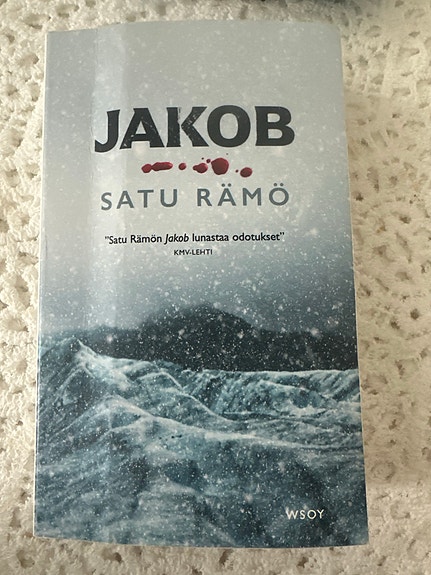 JAKOB
SATU RÄMÖ
"Satu Rämön Jakob lunastaa odotukset"
KMV-LEHTI
WSOY